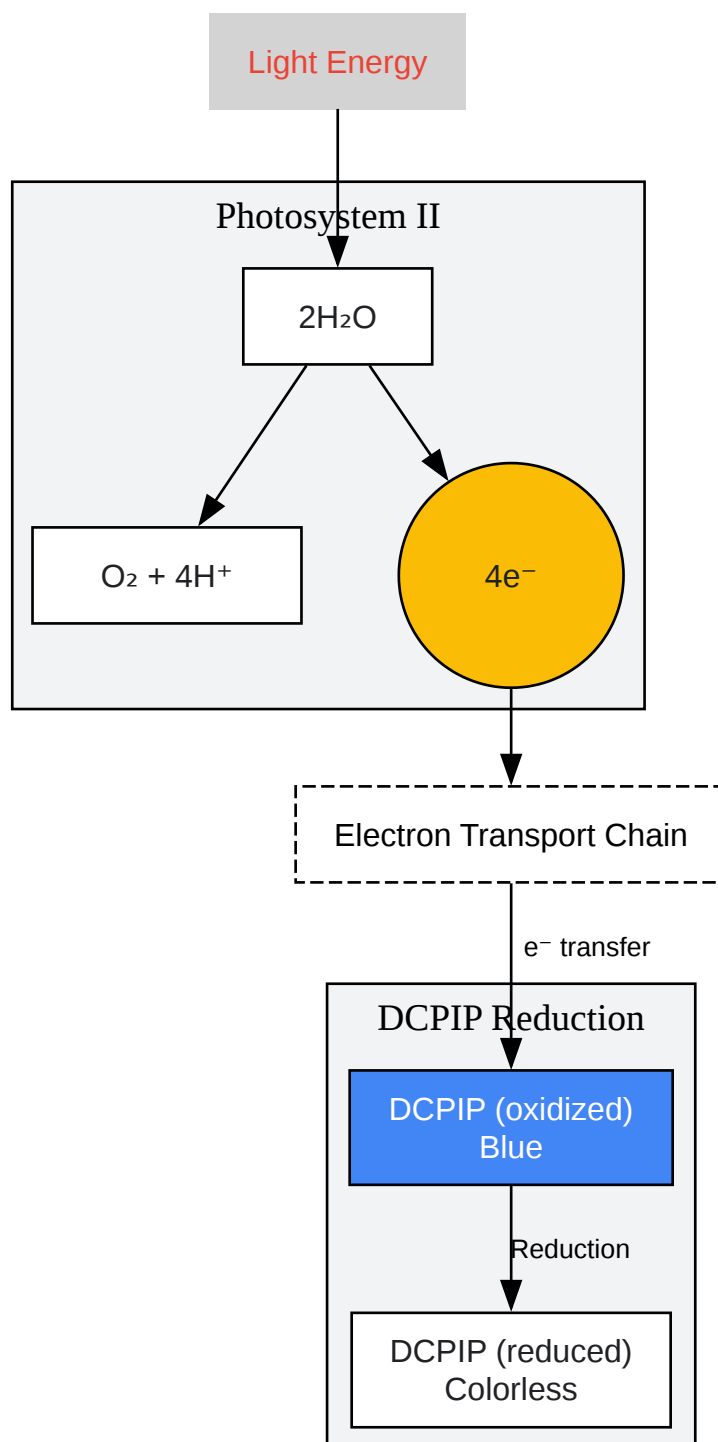 Light Energy
Photosystem II
2H₂O
O₂ + 4H⁺
4e⁻
Electron Transport Chain
e⁻ transfer
DCPIP Reduction
DCPIP (oxidized)
Blue
Reduction
DCPIP (reduced)
Colorless